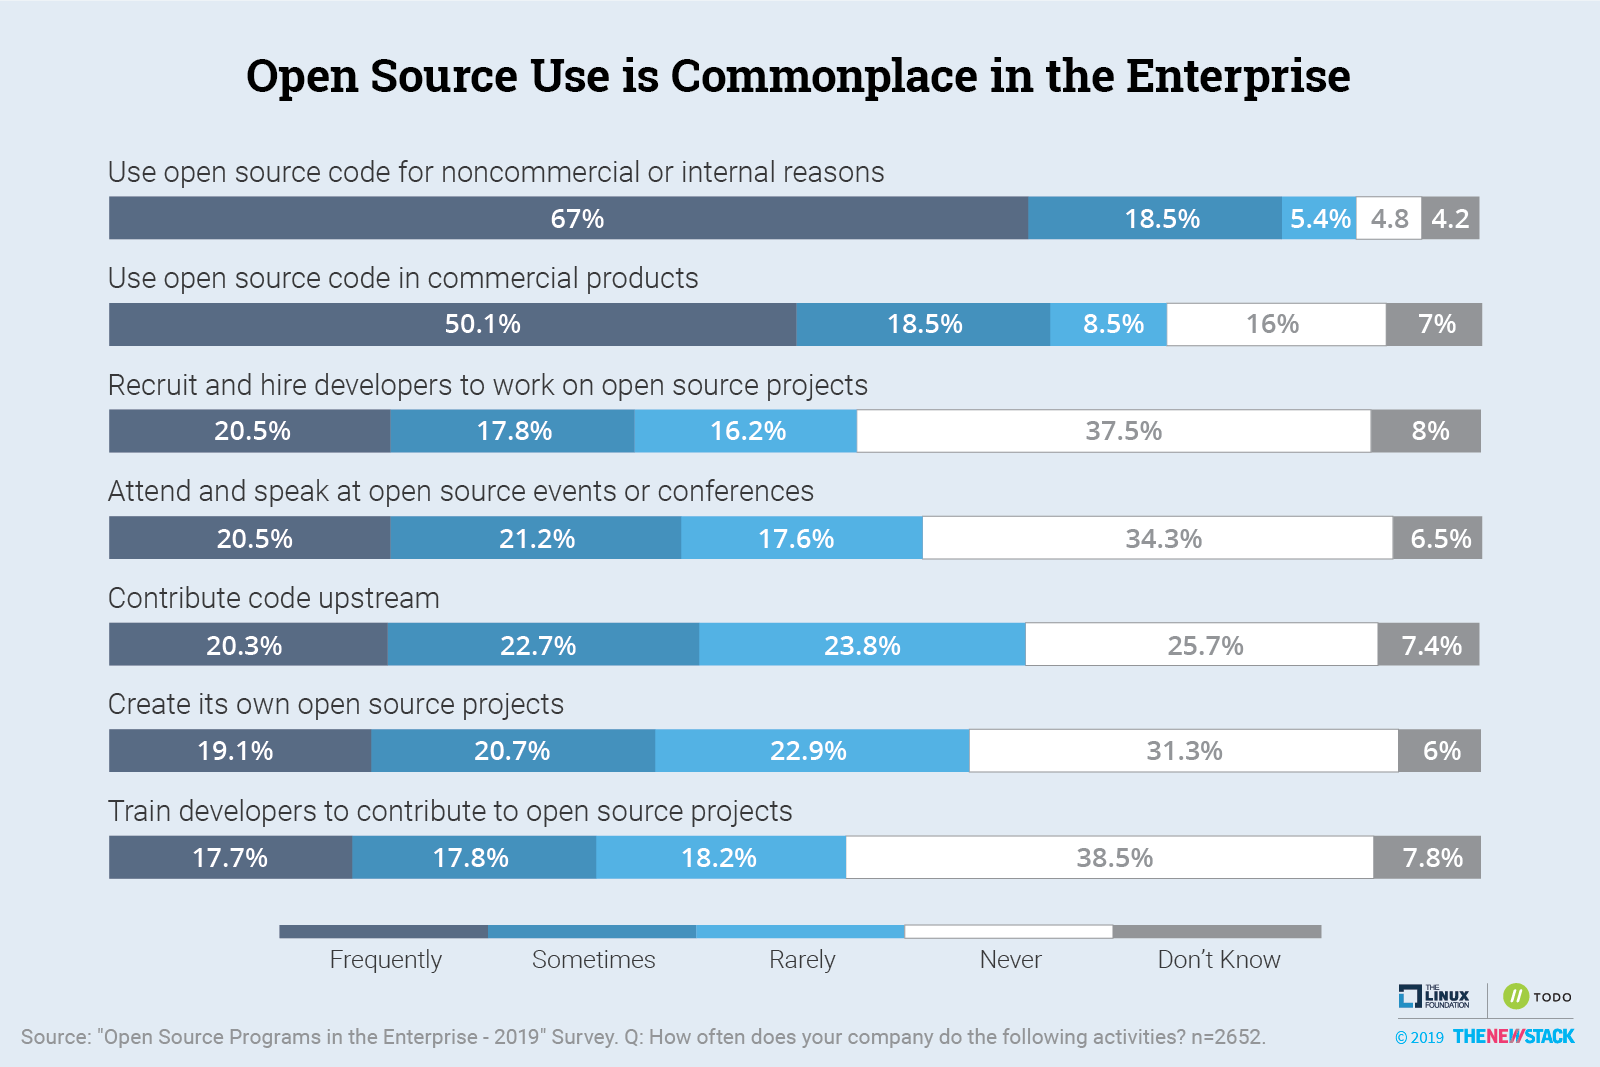 Open Source Use is Commonplace in the Enterprise
Use open source code for noncommercial or internal reasons
67% 18.5% 5.4% 4.8 4.2
Use open source code in commercial products
50.1% 18.5% 8.5% 16% 7%
Recruit and hire developers to work on open source projects
20.5% 17.8% 16.2% 37.5% 8%
Attend and speak at open source events or conferences
20.5% 21.2% 17.6% 34.3% 6.5%
Contribute code upstream
20.3% 22.7% 23.8% 25.7% 7.4%
Create its own open source projects
19.1% 20.7% 22.9% 31.3% 6%
Train developers to contribute to open source projects
17.7% 17.8% 18.2% 38.5% 7.8%
Frequently Sometimes Rarely Never Don’t Know
THE
LINUX
FOUNDATION
// TODO
Source: "Open Source Programs in the Enterprise - 2019" Survey. Q: How often does your company do the following activities? n=2652.
© 2019 THENEWSTACK